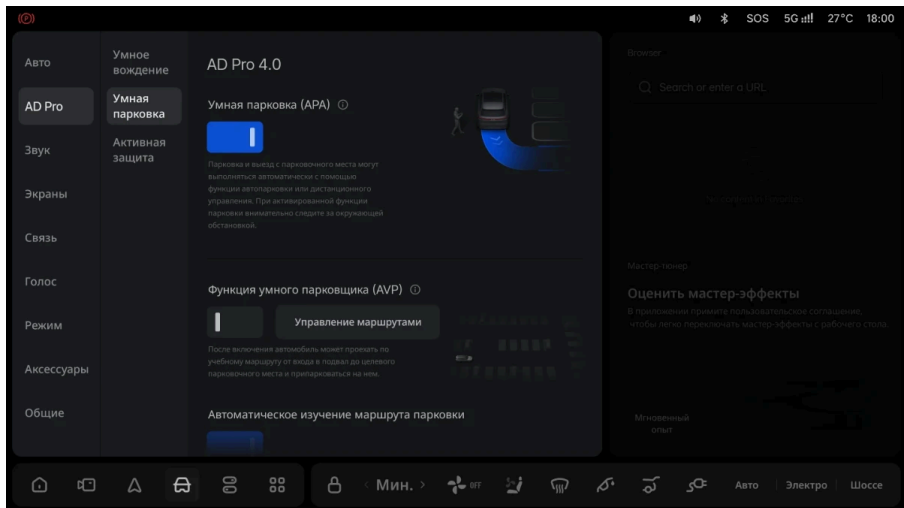 (P)
SOS 5G 27°C 18:00
Авто
AD Pro
Звук
Экраны
Связь
Голос
Режим
Аксессуары
Общие
Умное
вождение
Умная
парковка
Активная
защита
AD Pro 4.0
Умная парковка (APA)
Парковка и выезд с парковочного места могут
выполняться автоматически с помощью
функции автопарковки или дистанционного
управления. При активированной функции
парковки внимательно следите за окружающей
обстановкой.
Функция умного парковщика (AVP)
Управление маршрутами
После включения автомобиль может проехать по
учебному маршруту от входа в подвал до целевого
парковочного места и припарковаться на нем.
Автоматическое изучение маршрута парковки
Browser
Search or enter a URL
Мастер-тюнер
Оценить мастер-эффекты
В приложении примите пользовательское соглашение,
чтобы легко переключать мастер-эффекты с рабочего стола
Мгновенный
опыт
< Мин. > OFF Авто Электро Шоссе